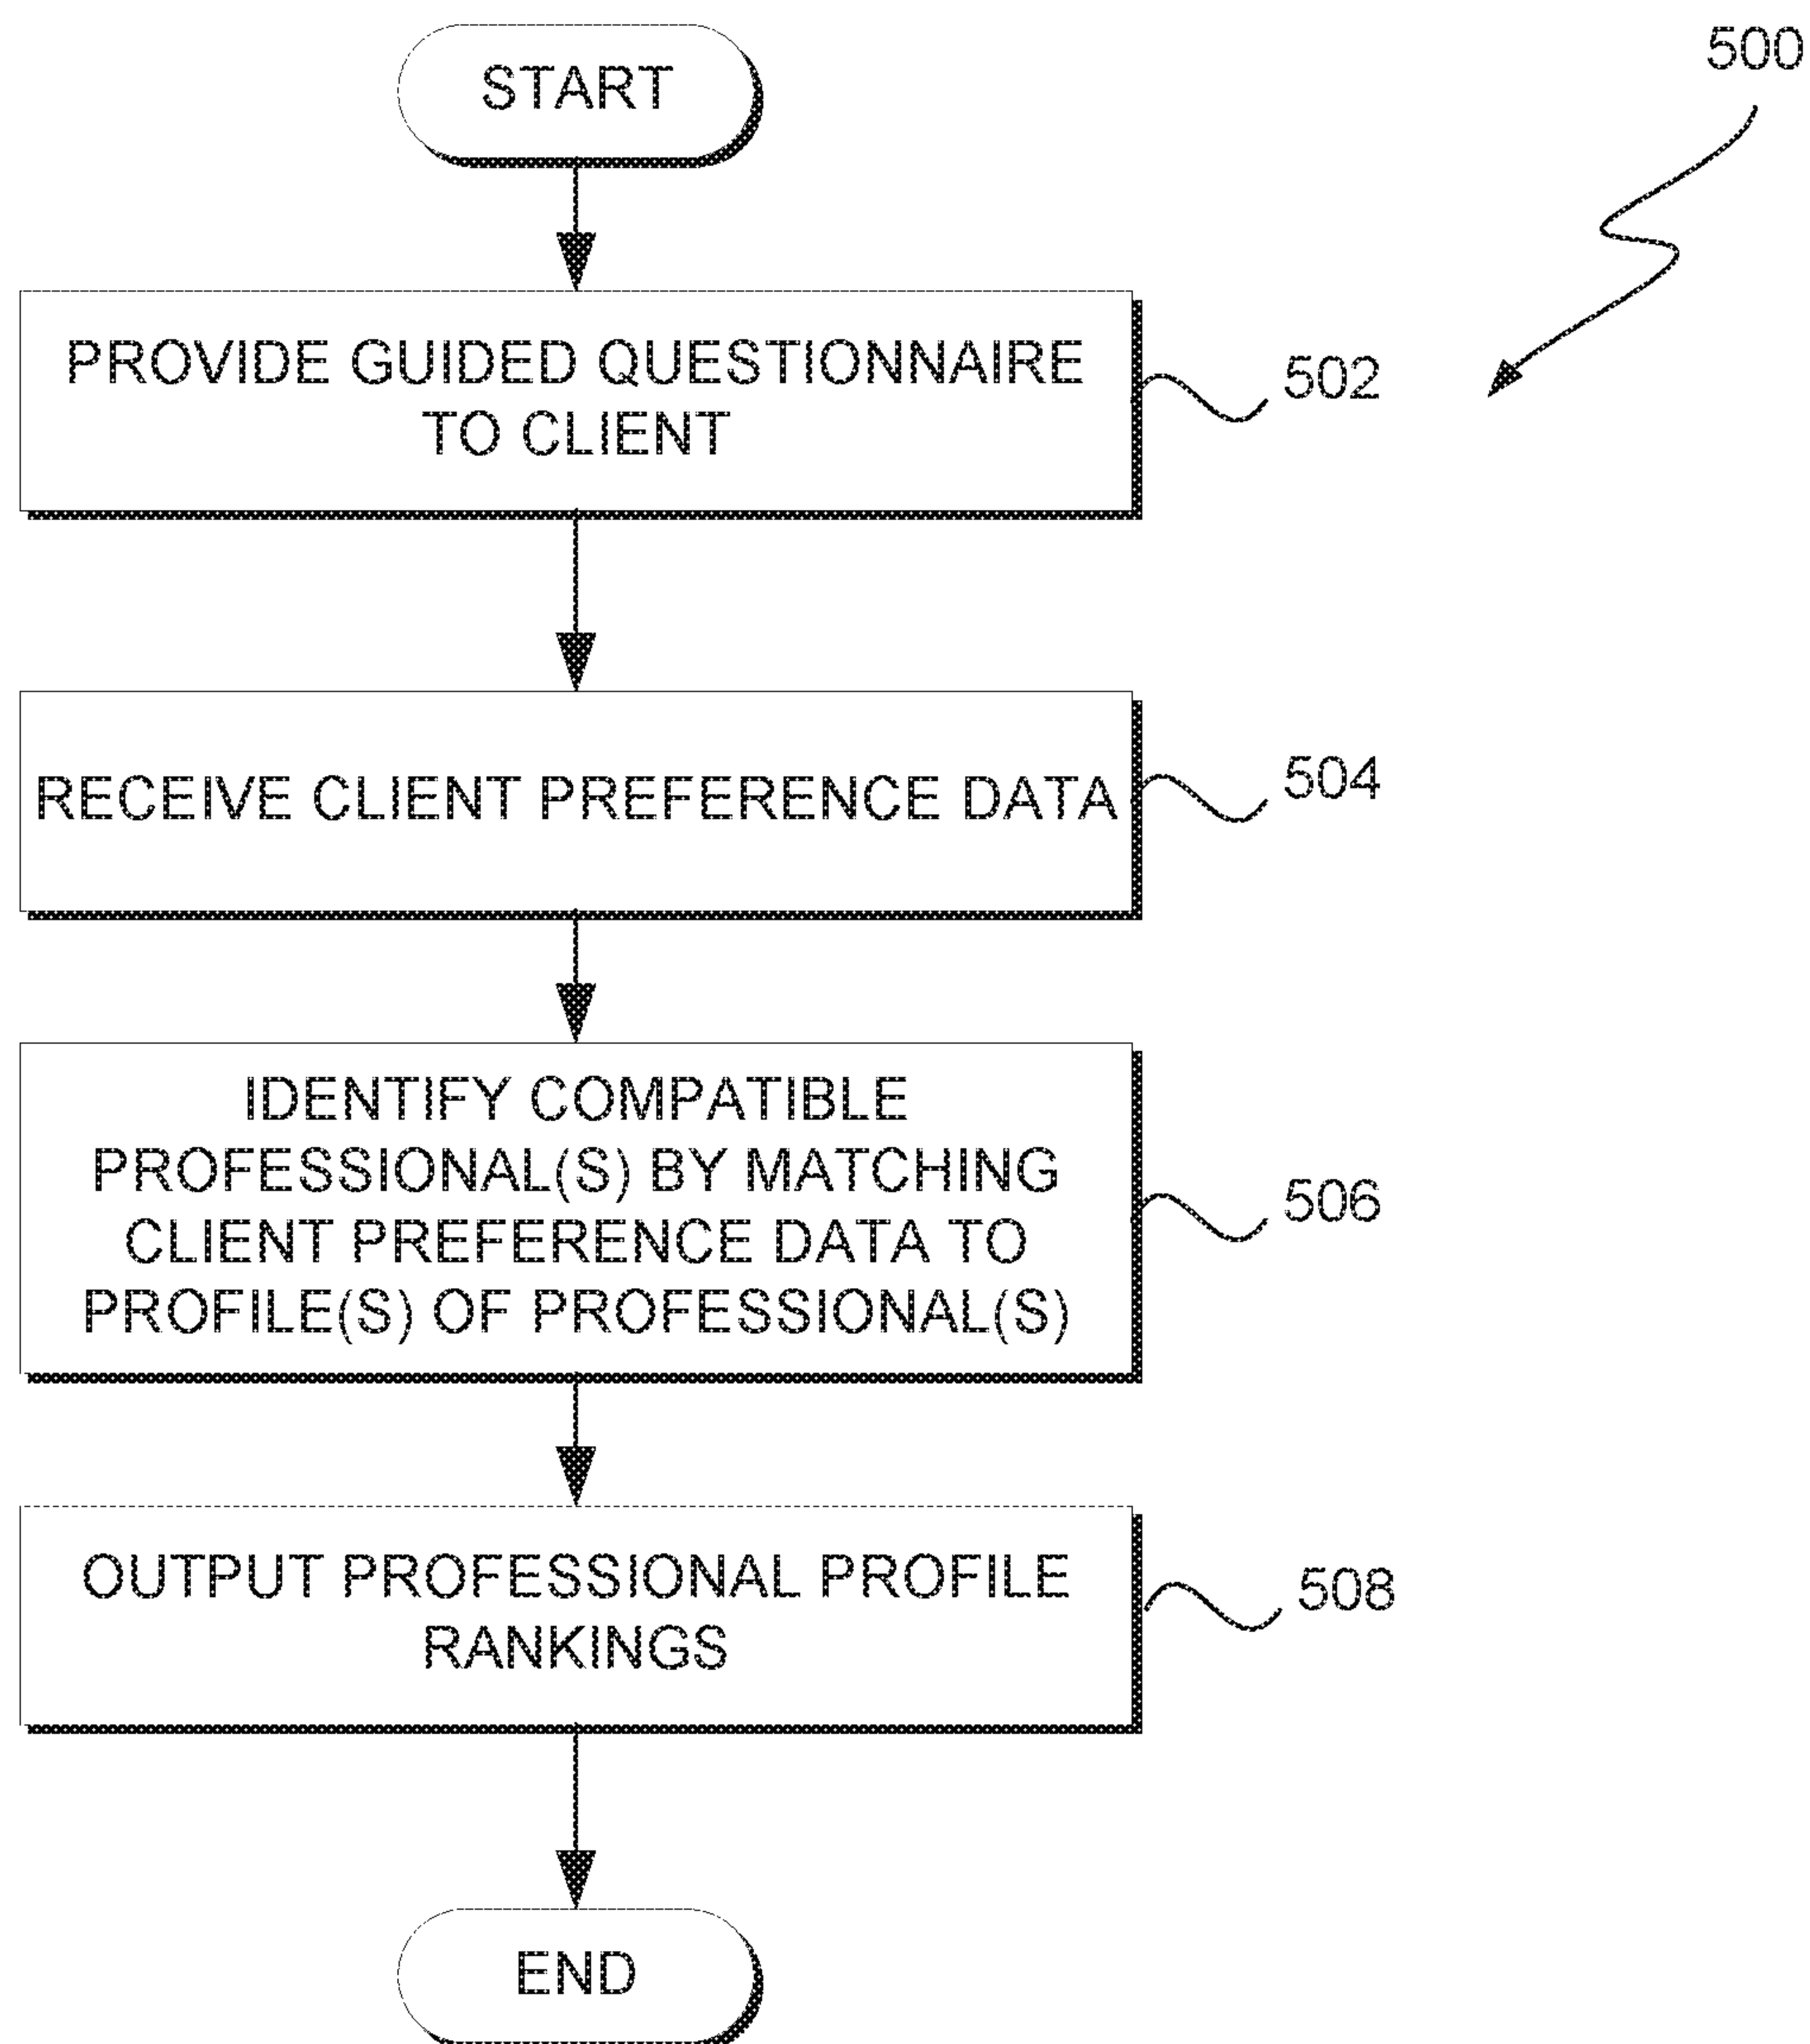 START
500
PROVIDE GUIDED QUESTIONNAIRE
TO CLIENT
502
RECEIVE CLIENT PREFERENCE DATA
504
IDENTIFY COMPATIBLE
PROFESSIONAL(S) BY MATCHING
CLIENT PREFERENCE DATA TO
PROFILE(S) OF PROFESSIONAL(S)
506
OUTPUT PROFESSIONAL PROFILE
RANKINGS
508
END